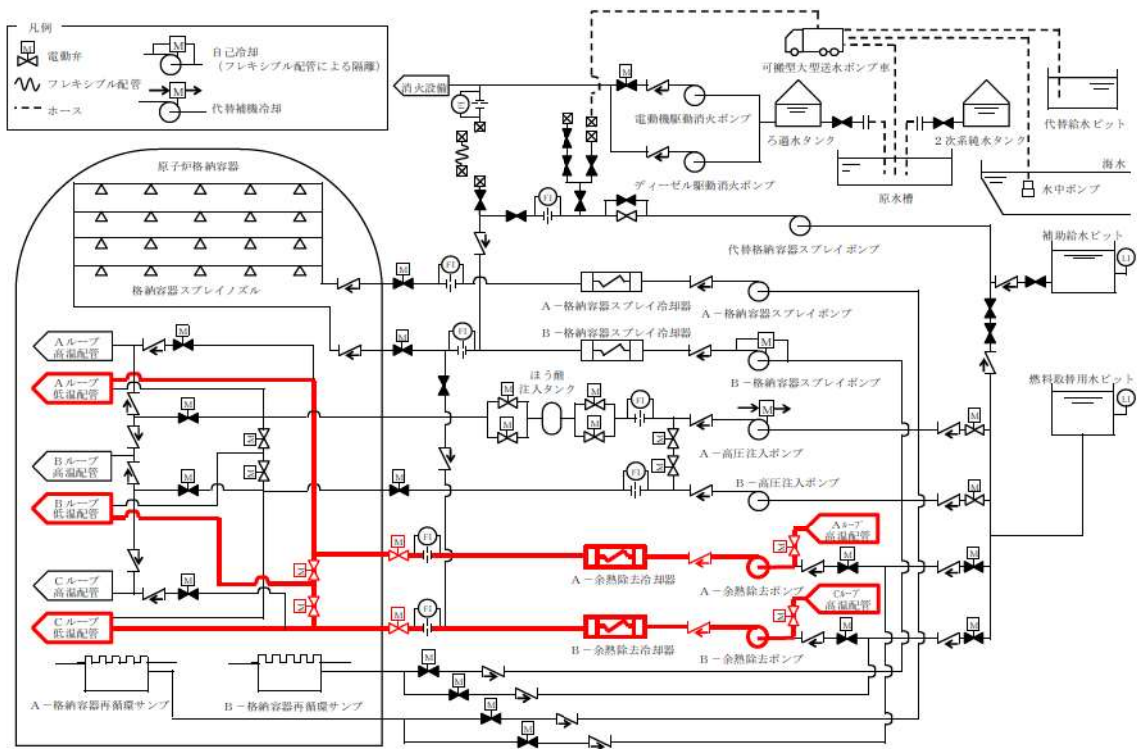 凡例
M
電動弁
フレキシブル配管
ホース
M
自己冷却
（フレキシブル配管による隔離）
M
代替補機冷却
消火設備
M
電動機駆動消火ポンプ
ディーゼル駆動消火ポンプ
可搬型大型送水ポンプ車
ろ過水タンク
2次系純水タンク
原水槽
代替給水ピット
海水
水中ポンプ
FI
代替格納容器スプレイポンプ
補助給水ピット
LI
原子炉格納容器
格納容器スプレイノズル
M
FI
A-格納容器スプレイ冷却器
A-格納容器スプレイポンプ
B-格納容器スプレイ冷却器
M
FI
M
B-格納容器スプレイポンプ
燃料取替用水ピット
LI
Aループ
高温配管
M
Aループ
低温配管
M
ほう酸
注入タンク
M
M
M
M
FI
M
M
A-高圧注入ポンプ
M
M
M
Bループ
高温配管
M
M
M
FI
M
B-高圧注入ポンプ
M
Bループ
低温配管
M
M
FI
A-余熱除去冷却器
A-余熱除去ポンプ
M
Aループ
高温配管
M
M
Cループ
高温配管
M
M
Cループ
低温配管
M
FI
B-余熱除去冷却器
B-余熱除去ポンプ
M
Cループ
高温配管
M
M
A-格納容器再循環サンプ
B-格納容器再循環サンプ
M
M
M
M